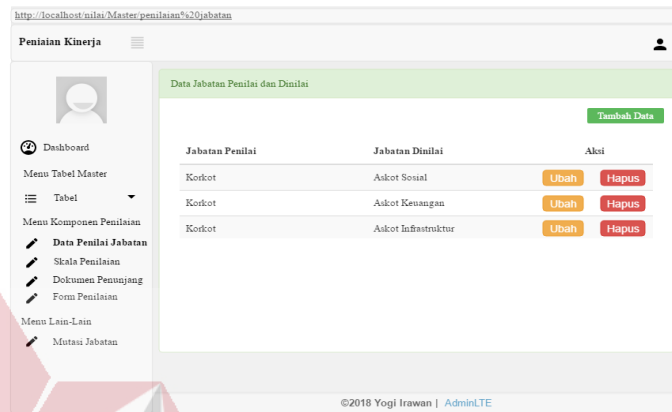 http://localhost/nilai/Master/penilaian%20jabatan
Peniaian Kinerja
Data Jabatan Penilai dan Dinilai
Tambah Data
Dashboard
Menu Tabel Master
Tabel
Menu Komponen Penilaian
Data Penilai Jabatan
Skala Penilaian
Dokumen Penunjang
Form Penilaian
Menu Lain-Lain
Mutasi Jabatan
Jabatan Penilai Jabatan Dinilai Aksi
Korkot Askot Sosial Ubah Hapus
Korkot Askot Keuangan Ubah Hapus
Korkot Askot Infrastruktur Ubah Hapus
©2018 Yogi Irawan | AdminLTE